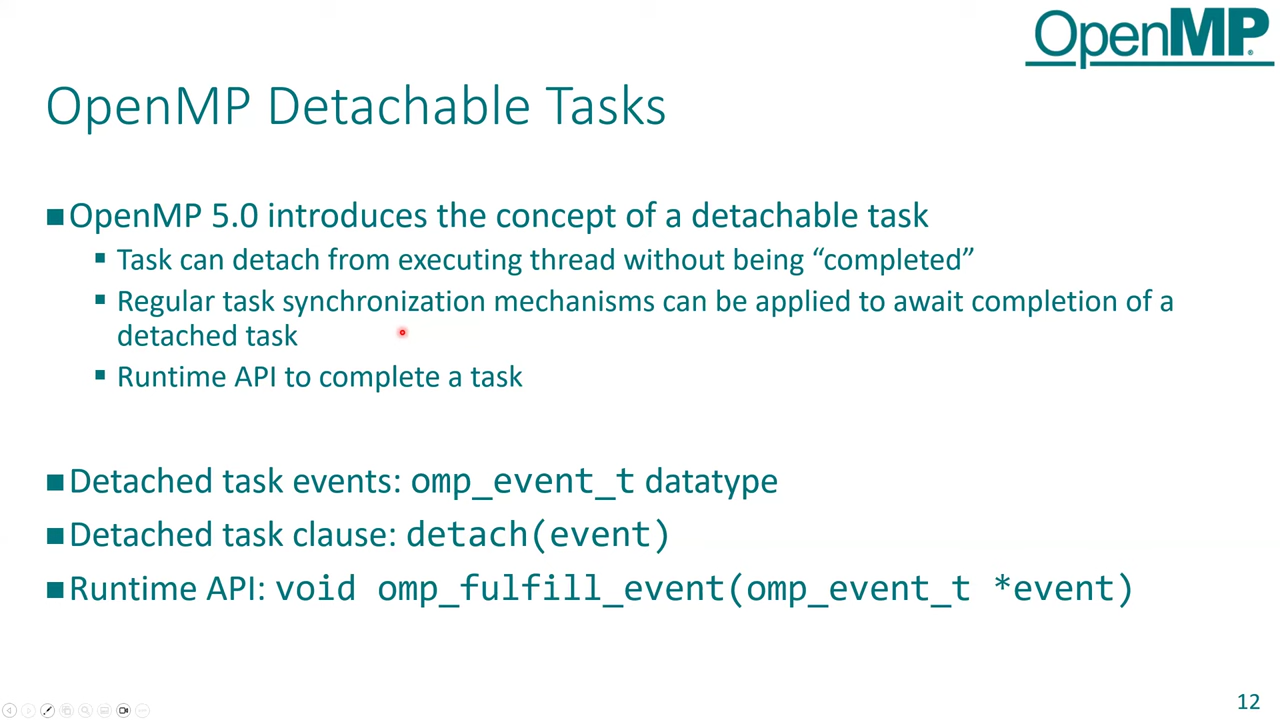 OpenMP
OpenMP Detachable Tasks
OpenMP 5.0 introduces the concept of a detachable task
Task can detach from executing thread without being “completed”
Regular task synchronization mechanisms can be applied to await completion of a
detached task
Runtime API to complete a task
Detached task events: omp_event_t datatype
Detached task clause: detach(event)
Runtime API: void omp_fulfill_event(omp_event_t *event)
12